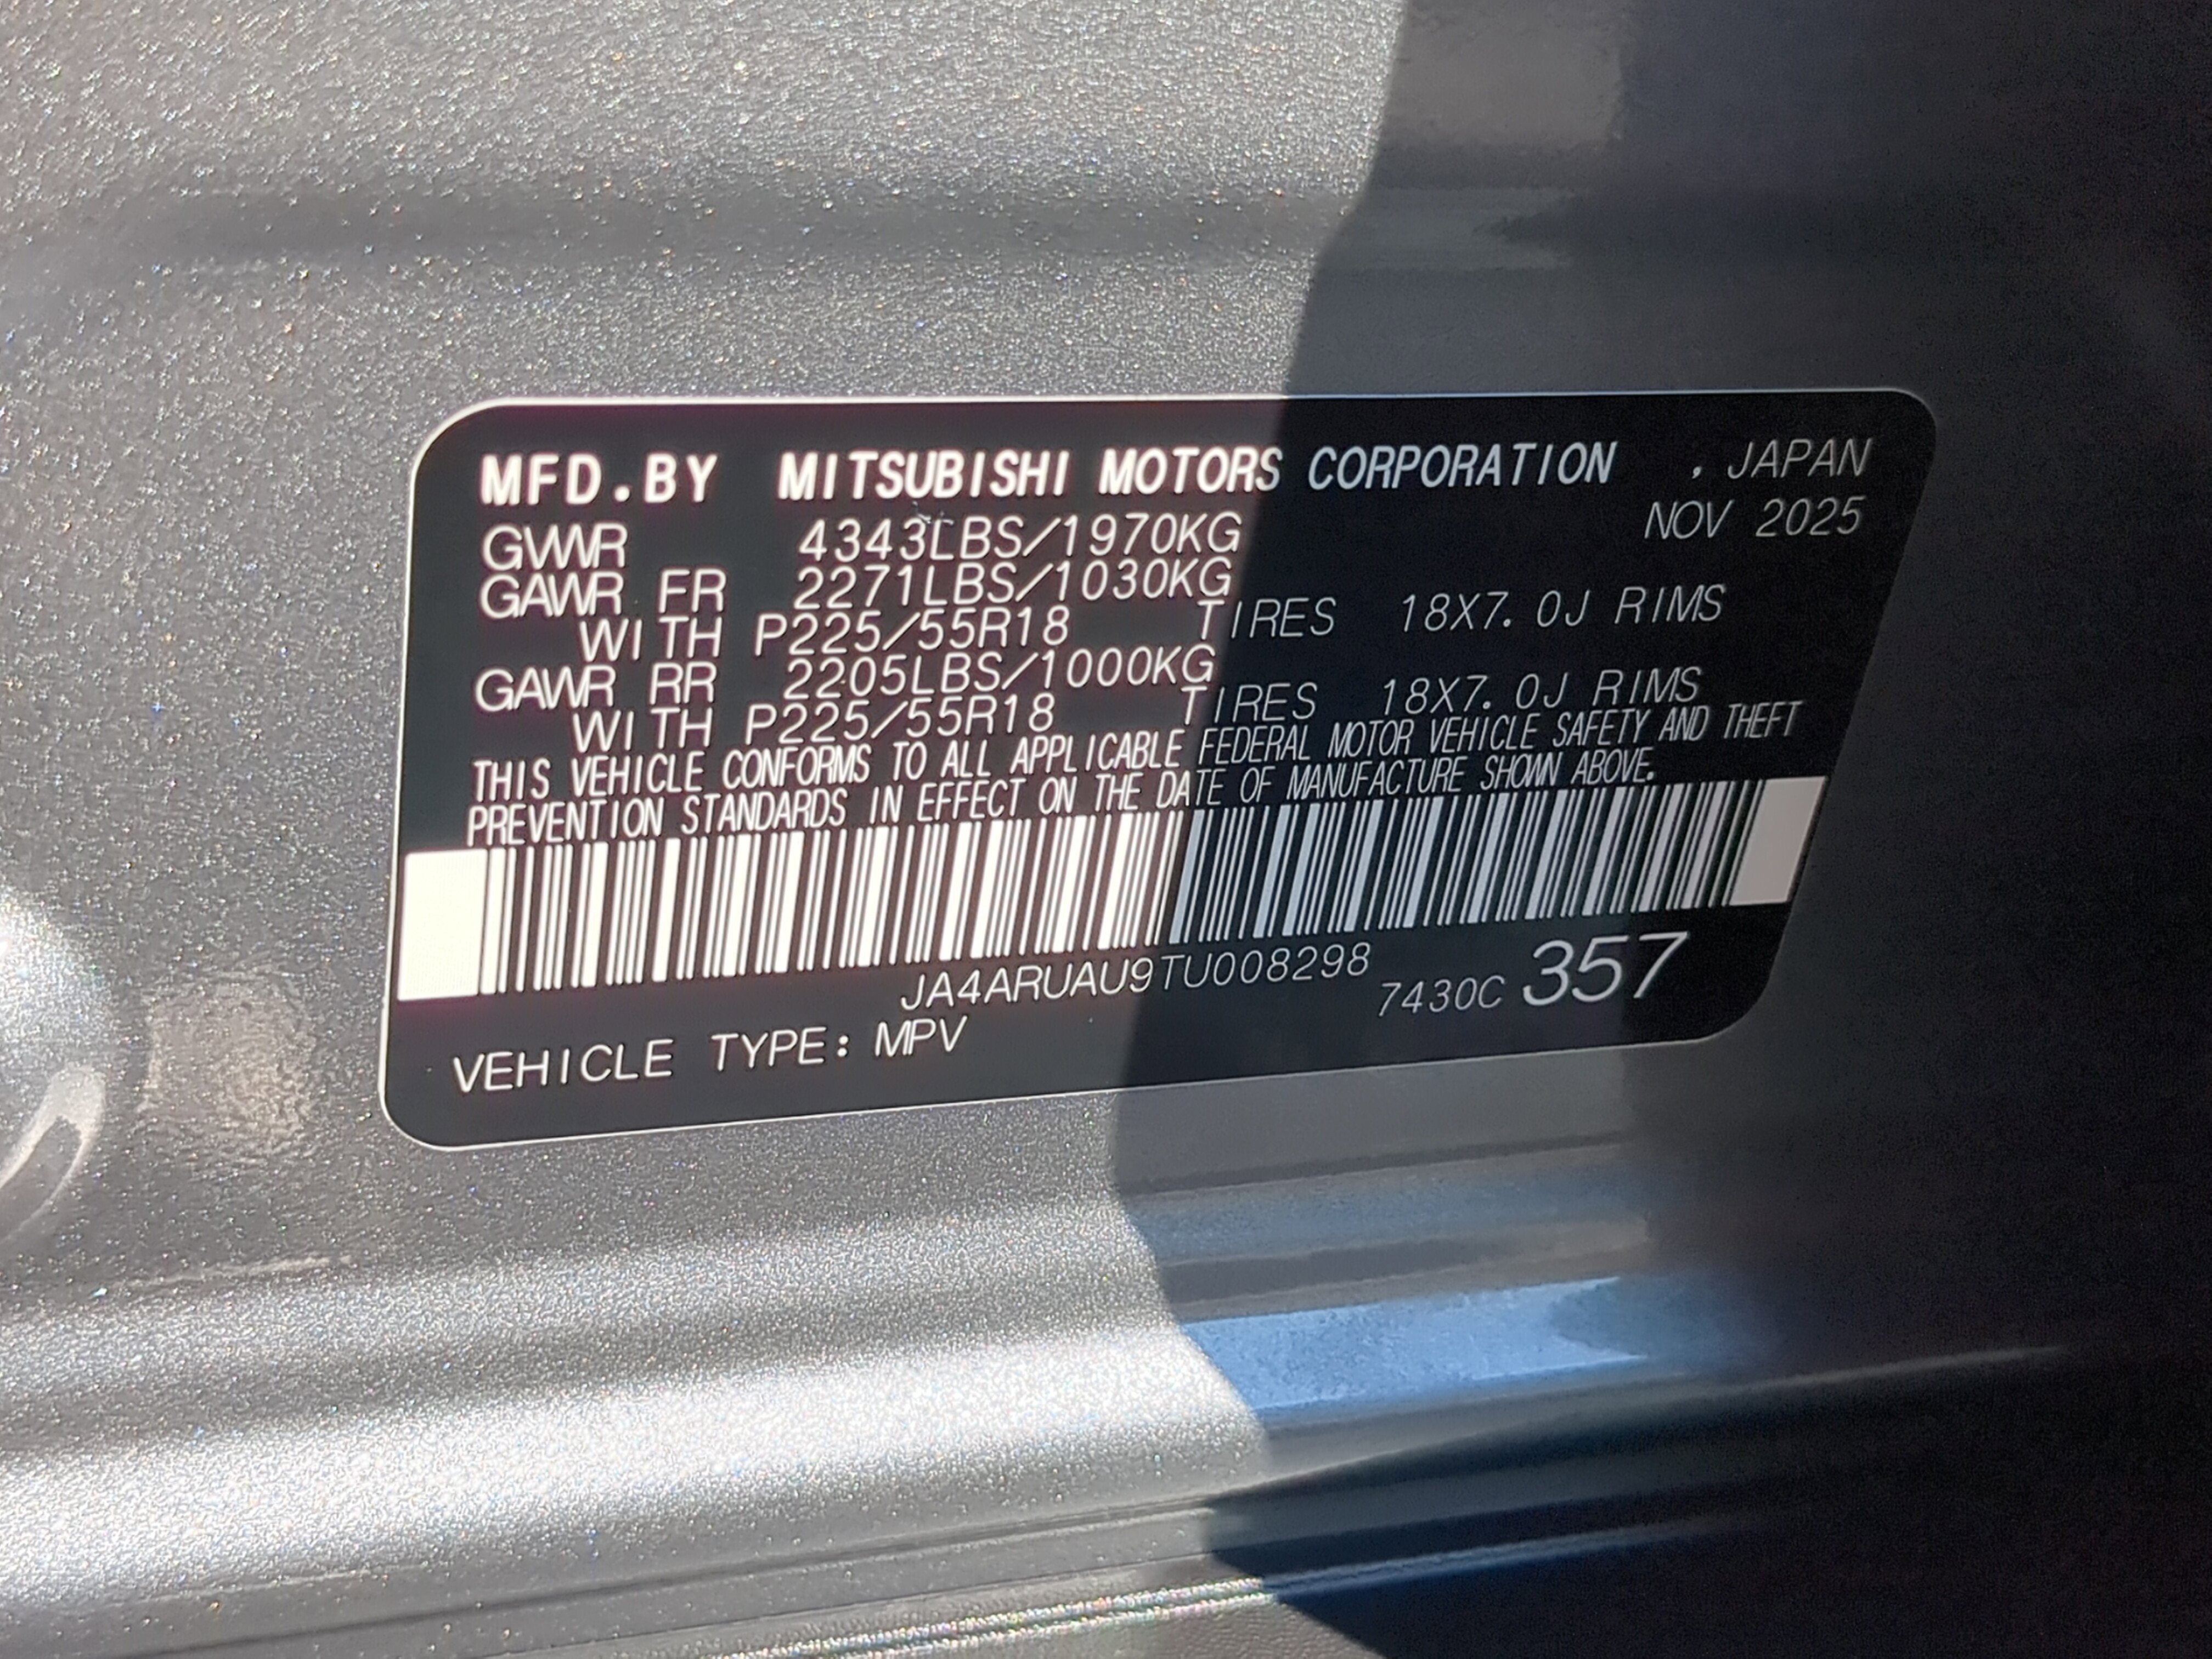 MFD.BY MITSUBISHI MOTORS CORPORATION , JAPAN
NOV 2025
GVWR 4343LBS/1970KG
GAWR FR 2271LBS/1030KG
WITH P225/55R18 TIRES 18X7.0J RIMS
GAWR RR 2205LBS/1000KG
WITH P225/55R18 TIRES 18X7.0J RIMS
THIS VEHICLE CONFORMS TO ALL APPLICABLE FEDERAL MOTOR VEHICLE SAFETY AND THEFT
PREVENTION STANDARDS IN EFFECT ON THE DATE OF MANUFACTURE SHOWN ABOVE.
JA4ARUAU9TU008298
7430C 357
VEHICLE TYPE: MPV